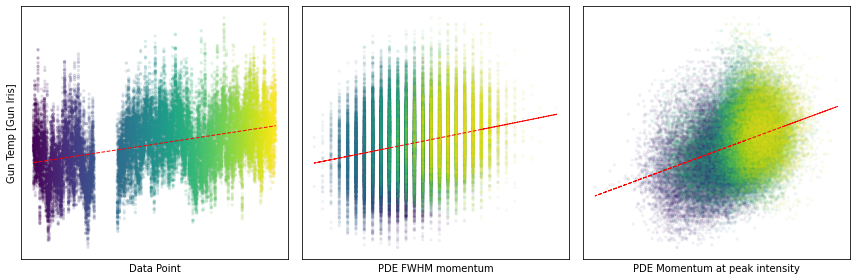 Gun Temp [Gun Iris]
Data Point
PDE FWHM momentum
PDE Momentum at peak intensity